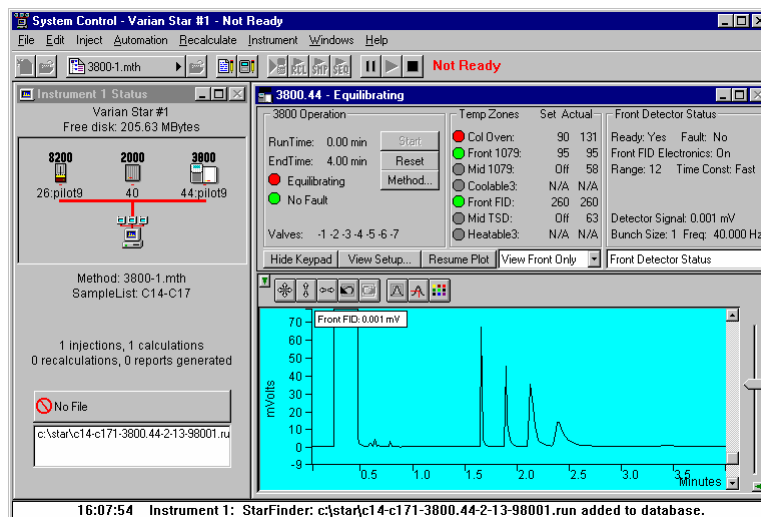 System Control - Varian Star #1 - Not Ready
File Edit Inject Automation Recalculate Instrument Windows Help
3800-1.mth
RCL SMP SEQ
Not Ready
Instrument 1 Status
Varian Star #1
Free disk: 205.63 MBytes
8200 2000 3800
26:pilot9 40 44:pilot9
Method: 3800-1.mth
SampleList: C14-C17
1 injections, 1 calculations
0 recalculations, 0 reports generated
No File
c:\star\c14-c171-3800.44-2-13-98001.ru
3800.44 - Equilibrating
3800 Operation
RunTime: 0.00 min Start
EndTime: 4.00 min Reset
Equilibrating Method...
No Fault
Valves: -1 -2 -3 -4 -5 -6 -7
Temp Zones Set Actual
Col Oven: 90 131
Front 1079: 95 95
Mid 1079: Off 58
Coolable3: N/A N/A
Front FID: 260 260
Mid TSD: Off 63
Heatable3: N/A N/A
Front Detector Status
Ready: Yes Fault: No
Front FID Electronics: On
Range: 12 Time Const: Fast
Detector Signal: 0.001 mV
Bunch Size: 1 Freq: 40.000 Hz
Hide Keypad View Setup... Resume Plot View Front Only Front Detector Status
Front FID: 0.001 mV
mVolts
70
60
50
40
30
20
10
0
-9
0.5 1.0 1.5 2.0 2.5 3.0 3.5
Minutes
16:07:54 Instrument 1: StarFinder: c:\star\c14-c171-3800.44-2-13-98001.run added to database.